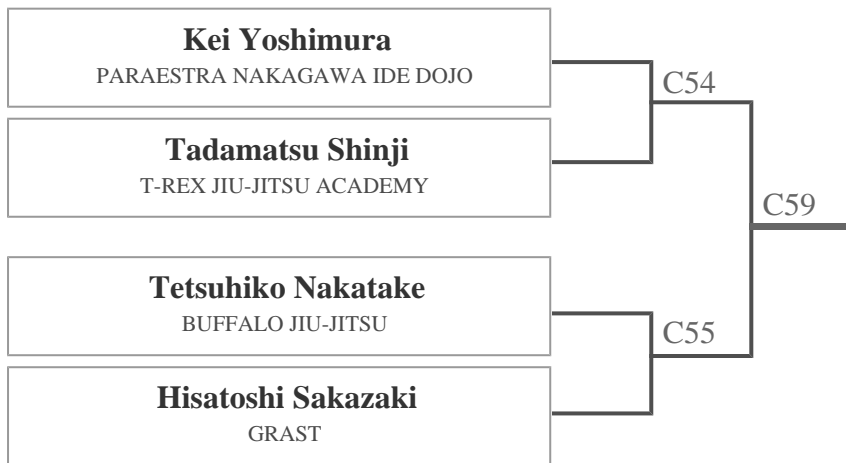 Kei Yoshimura
PARAESTRA NAKAGAWA IDE DOJO
C54
Tadamatsu Shinji
T-REX JIU-JITSU ACADEMY
C59
Tetsuhiko Nakatake
BUFFALO JIU-JITSU
C55
Hisatoshi Sakazaki
GRAST